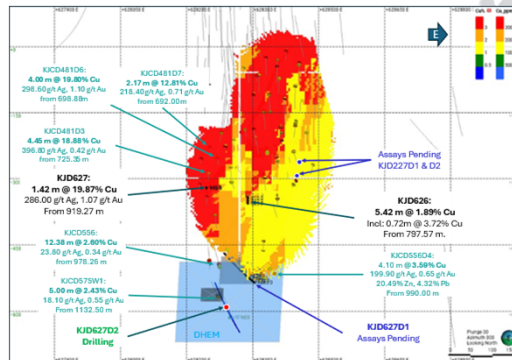 E
KJCD481D6:
4.00 m @ 19.80% Cu
298.60g/t Ag, 1.10 g/t Au
from 698.88m
KJCD481D7:
2.17 m @ 12.81% Cu
218.40g/t Ag, 0.71 g/t Au
from 692.00m
KJCD481D3
4.45 m @ 18.88% Cu
396.80 g/t Ag, 0.42 g/t Au
from 725.35 m
Assays Pending
KJD227D1 & D2
KJD627:
1.42 m @ 19.87% Cu
286.00 g/t Ag, 1.07 g/t Au
From 919.27 m
KJD626:
5.42 m @ 1.89% Cu
Incl: 0.72m @ 3.72% Cu
From 797.57 m.
KJCD556:
12.38 m @ 2.60% Cu
23.80 g/t Ag, 0.34 g/t Au
from 978.26 m
KJCD556D4:
4.10 m @ 3.59% Cu
199.90 g/t Ag, 0.65 g/t Au
20.49% Zn, 4.32% Pb
From 990.00 m
KJCD575W1:
5.00 m @ 2.43% Cu
18.10 g/t Ag, 0.55 g/t Au
from 1132.50 m
KJD627D2
Drilling
DHEM
KJD627D1
Assays Pending